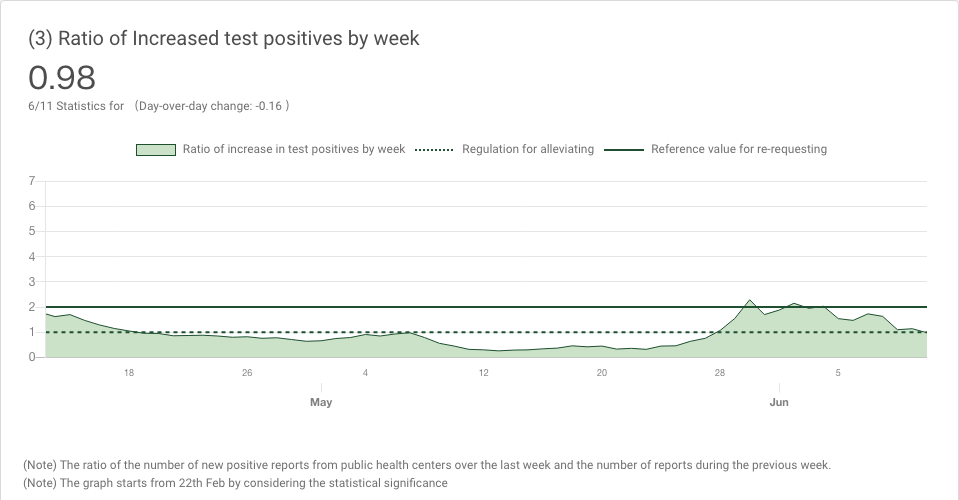 (3) Ratio of Increased test positives by week
0.98
6/11 Statistics for (Day-over-day change: -0.16 )
Ratio of increase in test positives by week Regulation for alleviating Reference value for re-requesting
7
6
5
4
3
2
1
0
18 26 4 12 20 28 5
May Jun
(Note) The ratio of the number of new positive reports from public health centers over the last week and the number of reports during the previous week.
(Note) The graph starts from 22th Feb by considering the statistical significance